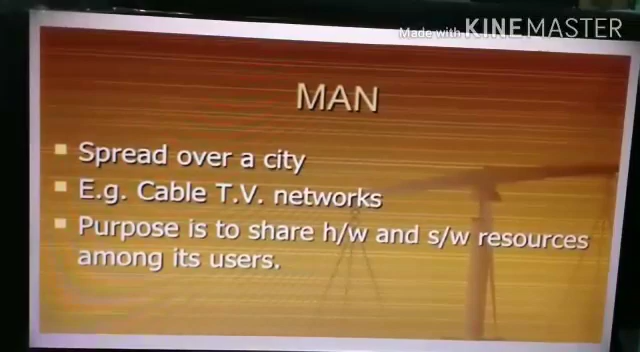 Made with KINEMASTER
MAN
Spread over a city
E.g. Cable T.V. networks
Purpose is to share h/w and s/w resources
among its users.